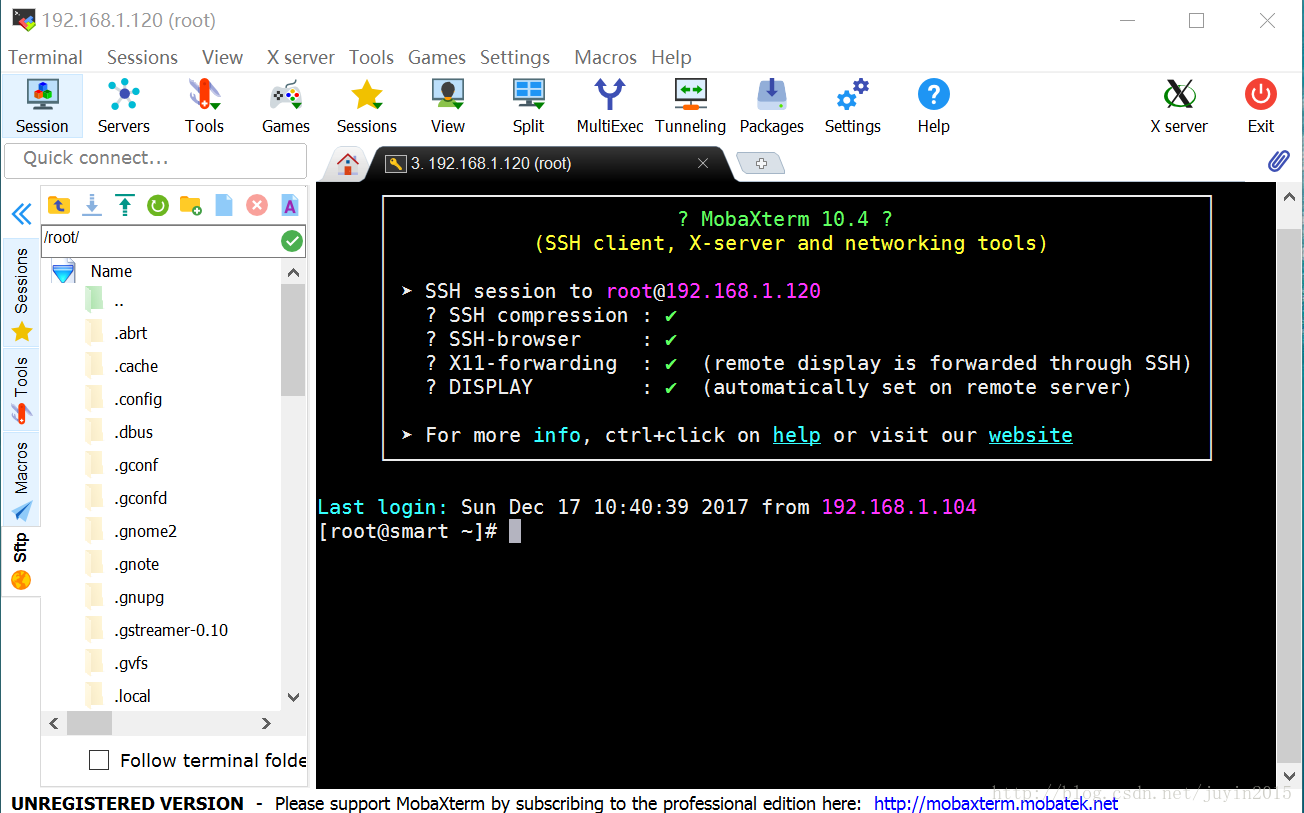 192.168.1.120 (root)
Terminal Sessions View X server Tools Games Settings Macros Help
Session Servers Tools Games Sessions View Split MultiExec Tunneling Packages Settings Help X server Exit
Quick connect...
3. 192.168.1.120 (root)
/root/
Name
..
.abrt
.cache
.config
.dbus
.gconf
.gconfd
.gnome2
.gnote
.gnupg
.gstreamer-0.10
.gvfs
.local
Follow terminal folde
Sessions
Tools
Macros
Sftp
? MobaXterm 10.4 ?
(SSH client, X-server and networking tools)
➤ SSH session to root@192.168.1.120
? SSH compression : ✔
? SSH-browser : ✔
? X11-forwarding : ✔ (remote display is forwarded through SSH)
? DISPLAY : ✔ (automatically set on remote server)
➤ For more info, ctrl+click on help or visit our website
Last login: Sun Dec 17 10:40:39 2017 from 192.168.1.104
[root@smart ~]#
http://blog.csdn.net/juyin2015
UNREGISTERED VERSION - Please support MobaXterm by subscribing to the professional edition here: http://mobaxterm.mobatek.net